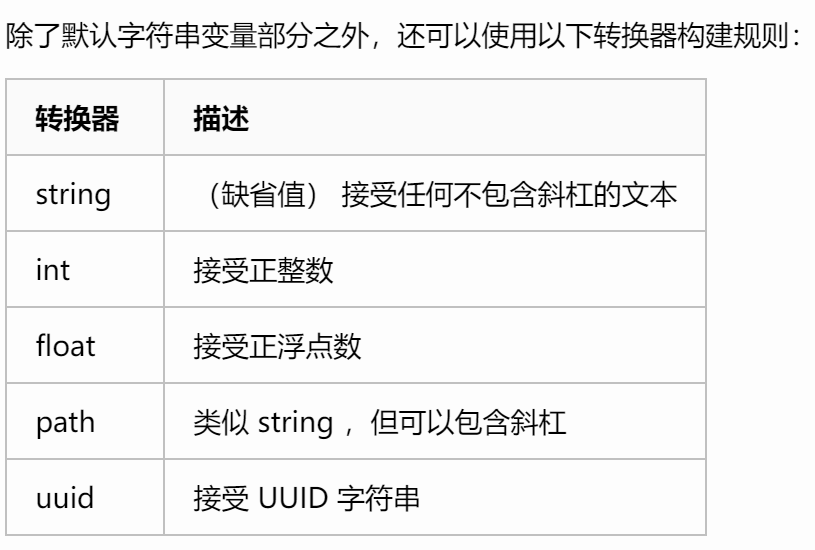 除了默认字符串变量部分之外，还可以使用以下转换器构建规则：
转换器 描述
string （缺省值） 接受任何不包含斜杠的文本
int 接受正整数
float 接受正浮点数
path 类似 string ，但可以包含斜杠
uuid 接受 UUID 字符串